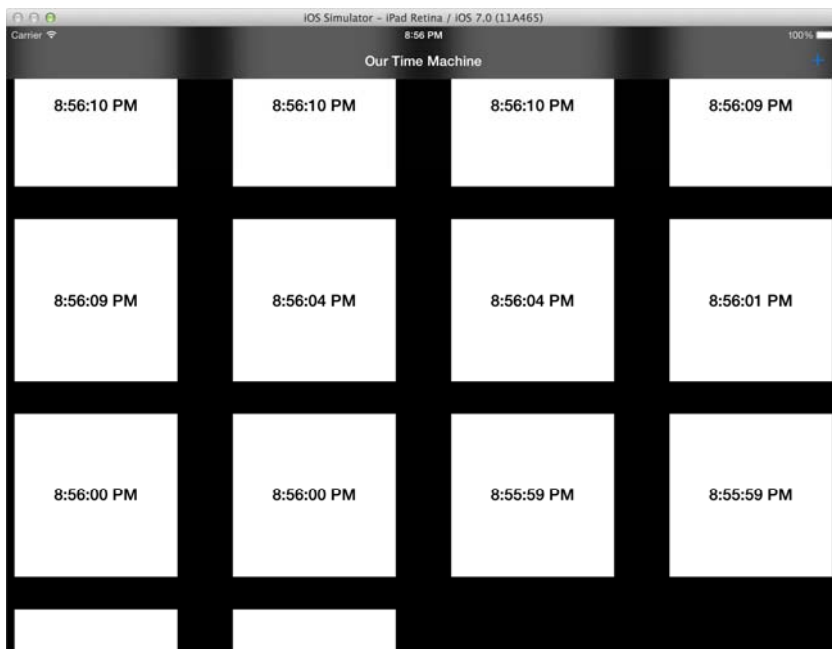 iOS Simulator – iPad Retina / iOS 7.0 (11A465)
Carrier 8:56 PM 100%
Our Time Machine +
8:56:10 PM 8:56:10 PM 8:56:10 PM 8:56:09 PM
8:56:09 PM 8:56:04 PM 8:56:04 PM 8:56:01 PM
8:56:00 PM 8:56:00 PM 8:55:59 PM 8:55:59 PM